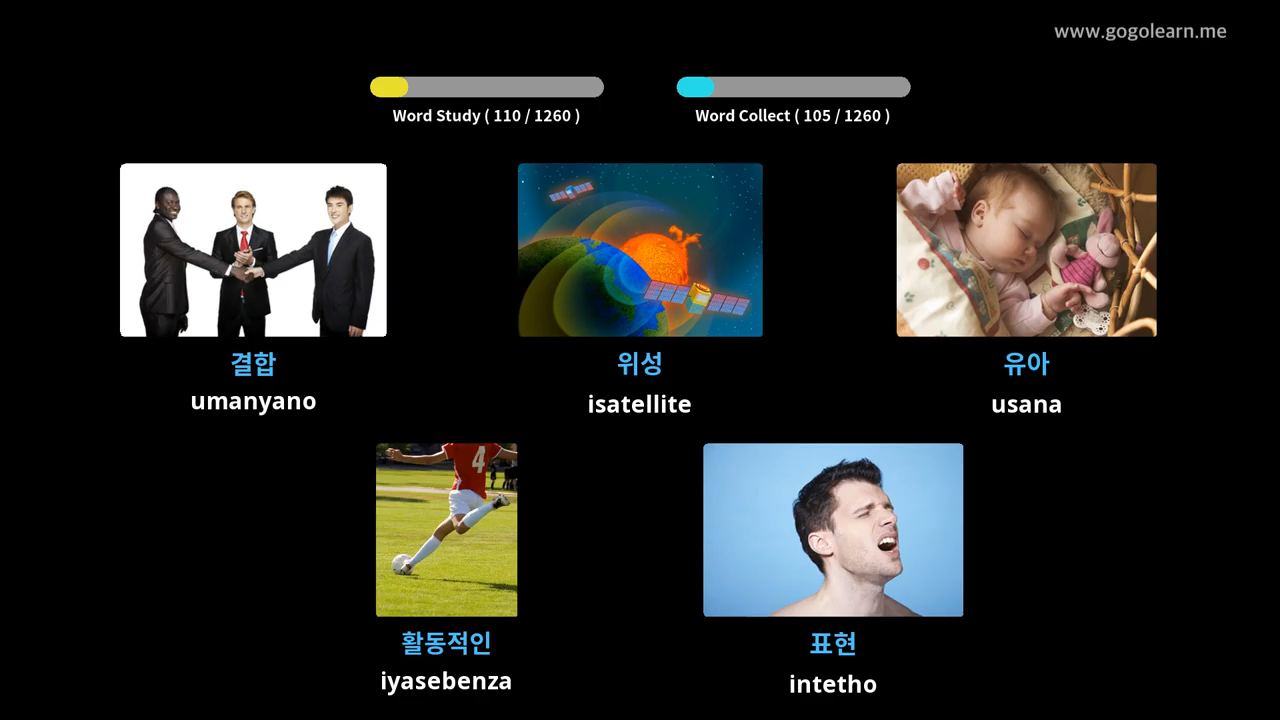 www.gogolearn.me
Word Study ( 110 / 1260 )
Word Collect ( 105 / 1260 )
결합
umanyano
위성
isatellite
유아
usana
4
활동적인
iyasebenza
표현
intetho